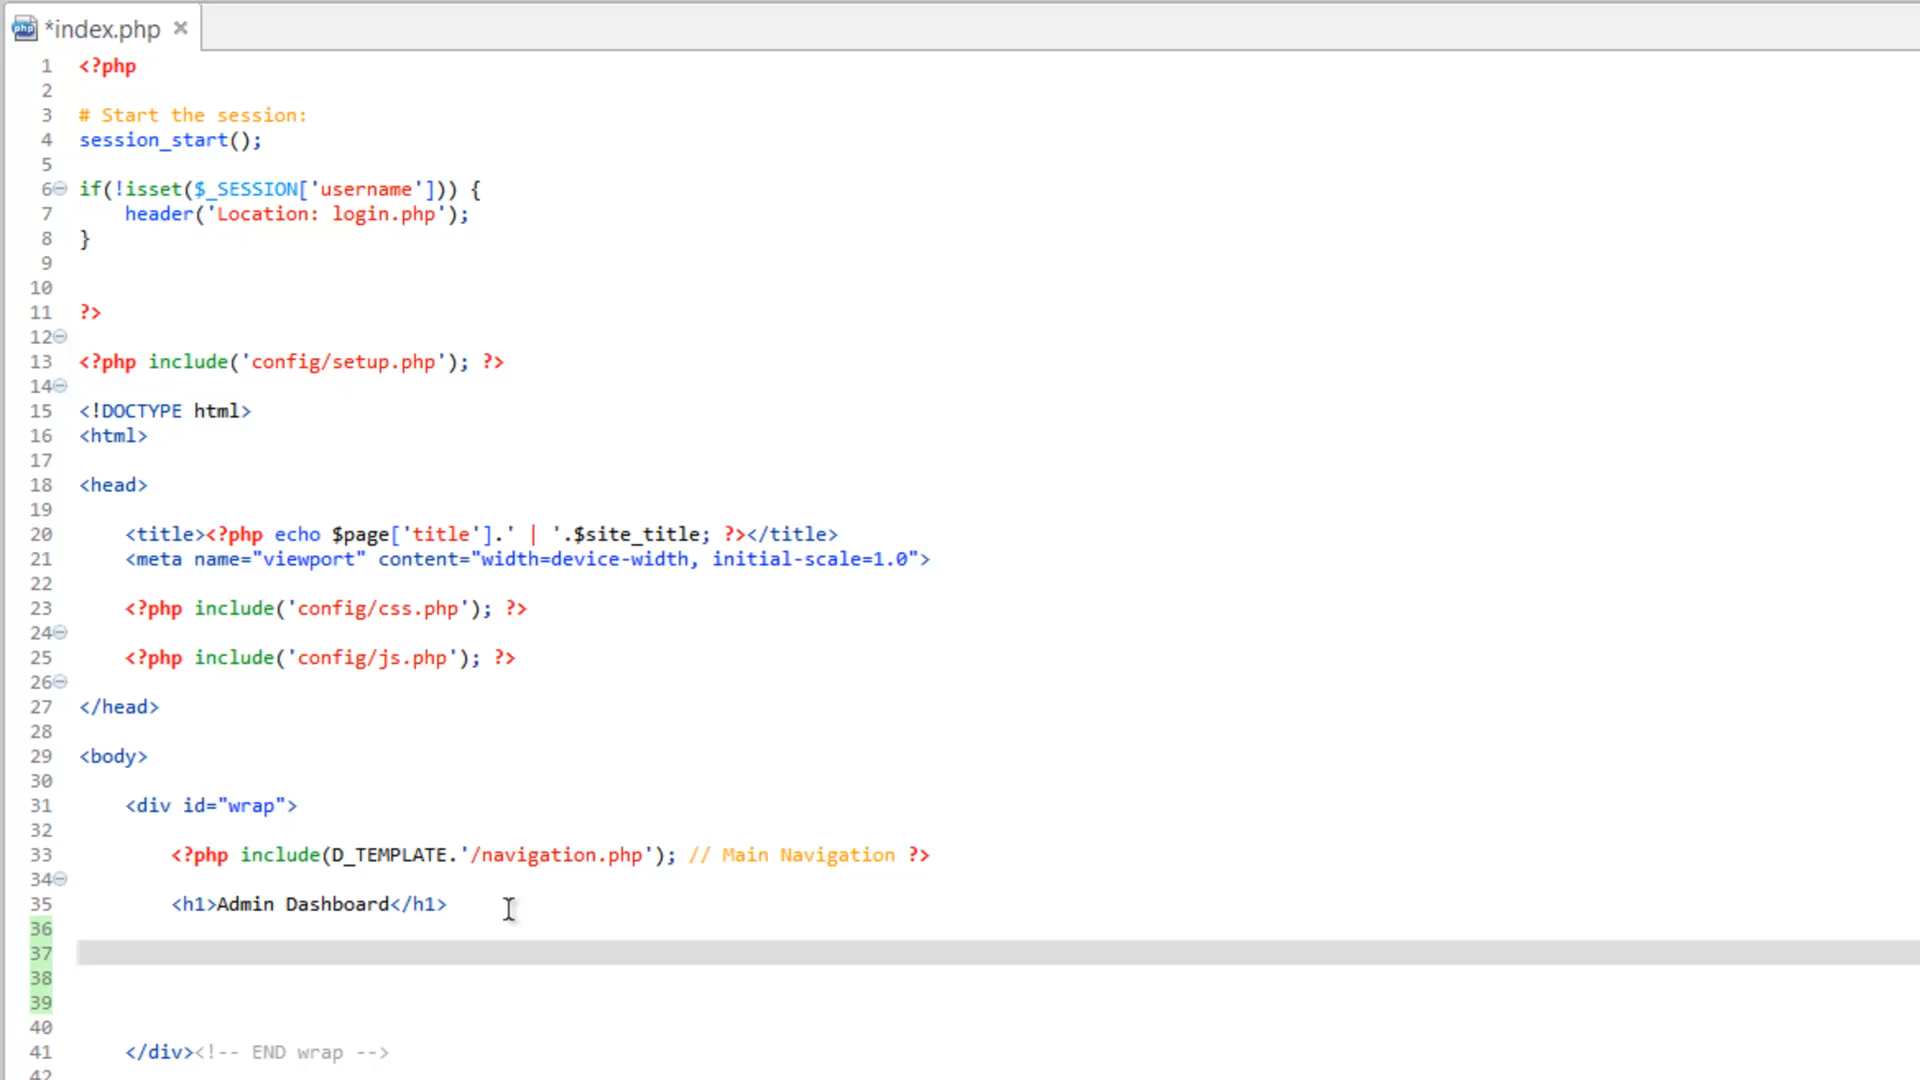 *index.php
1 <?php
2
3 # Start the session:
4 session_start();
5
6 if(!isset($_SESSION['username'])) {
7 header('Location: login.php');
8 }
9
10
11 ?>
12
13 <?php include('config/setup.php'); ?>
14
15 <!DOCTYPE html>
16 <html>
17
18 <head>
19
20 <title><?php echo $page['title'].' | '.$site_title; ?></title>
21 <meta name="viewport" content="width=device-width, initial-scale=1.0">
22
23 <?php include('config/css.php'); ?>
24
25 <?php include('config/js.php'); ?>
26
27 </head>
28
29 <body>
30
31 <div id="wrap">
32
33 <?php include(D_TEMPLATE.'/navigation.php'); // Main Navigation ?>
34
35 <h1>Admin Dashboard</h1>
36
37
38
39
40
41 </div><!-- END wrap -->
42